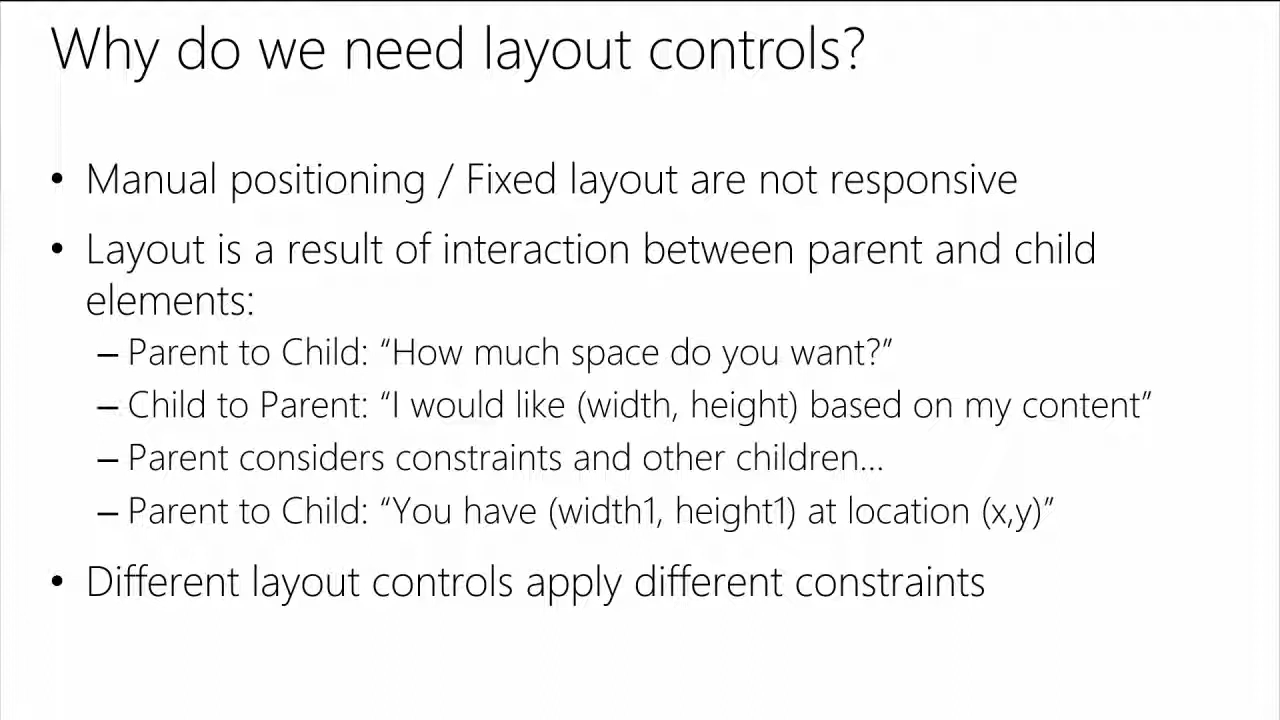 Why do we need layout controls?
• Manual positioning / Fixed layout are not responsive
• Layout is a result of interaction between parent and child
elements:
– Parent to Child: “How much space do you want?”
– Child to Parent: “I would like (width, height) based on my content”
– Parent considers constraints and other children…
– Parent to Child: “You have (width1, height1) at location (x,y)”
• Different layout controls apply different constraints